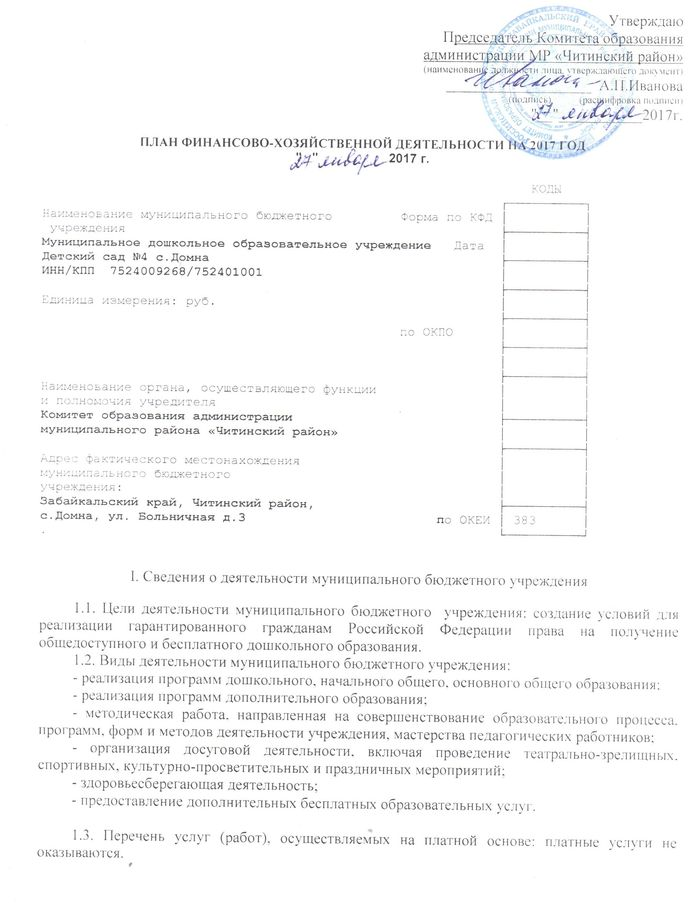 Утверждаю
Председатель Комитета образования
администрации МР «Читинский район»
(наименование должности лица, утверждающего документ)
Иванова А.П.Иванова
(подпись) (расшифровка подписи)
"27" января 2017г.
ПЛАН ФИНАНСОВО-ХОЗЯЙСТВЕННОЙ ДЕЯТЕЛЬНОСТИ НА 2017 ГОД
"27" января 2017 г.
КОДЫ
Наименование муниципального бюджетного Форма по КФД
учреждения
Муниципальное дошкольное образовательное учреждение Дата
Детский сад №4 с.Домна
ИНН/КПП 7524009268/752401001
Единица измерения: руб.
по ОКПО
Наименование органа, осуществляющего функции
и полномочия учредителя
Комитет образования администрации
муниципального района «Читинский район»
Адрес фактического местонахождения
муниципального бюджетного
учреждения:
Забайкальский край, Читинский район,
с.Домна, ул. Больничная д.3 по ОКЕИ 383
.
I. Сведения о деятельности муниципального бюджетного учреждения
1.1. Цели деятельности муниципального бюджетного учреждения: создание условий для
реализации гарантированного гражданам Российской Федерации права на получение
общедоступного и бесплатного дошкольного образования.
1.2. Виды деятельности муниципального бюджетного учреждения:
- реализация программ дошкольного, начального общего, основного общего образования;
- реализация программ дополнительного образования;
- методическая работа, направленная на совершенствование образовательного процесса,
программ, форм и методов деятельности учреждения, мастерства педагогических работников;
- организация досуговой деятельности, включая проведение театрально-зрелищных,
спортивных, культурно-просветительных и праздничных мероприятий;
- здоровьесберегающая деятельность;
- предоставление дополнительных бесплатных образовательных услуг.
1.3. Перечень услуг (работ), осуществляемых на платной основе: платные услуги не
оказываются.